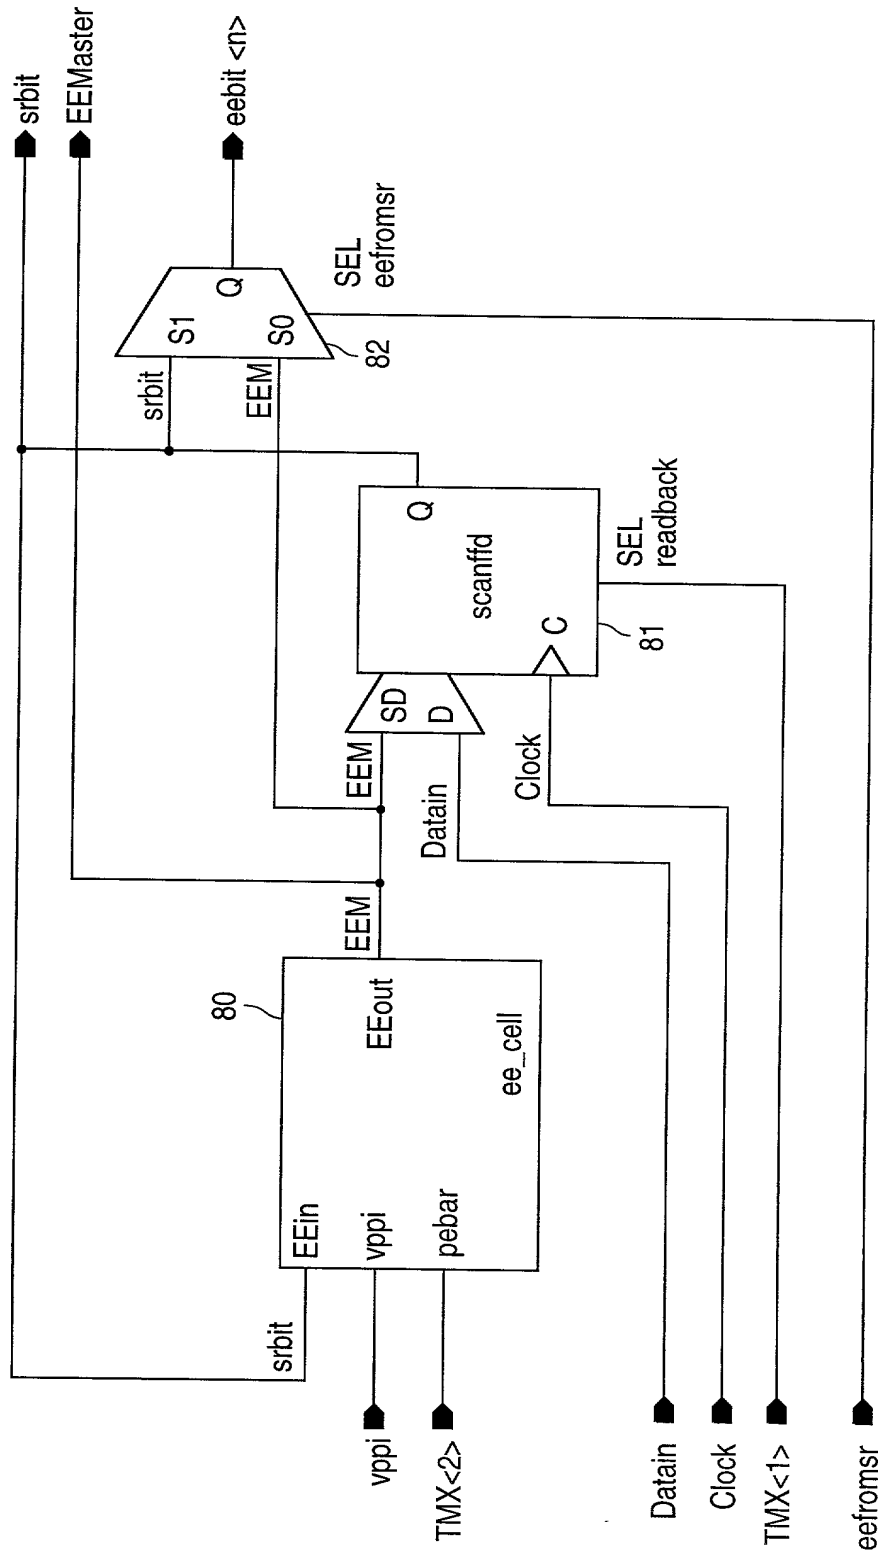 srbit
EEMaster
eebit <n>
Q
S1
S0
SEL
eefromsr
82
srbit
EEM
Q
scanffd
SEL
readback
C
81
SD
D
EEM
Datain
Clock
EEM
80
EEout
ee_cell
EEin
vppi
pebar
srbit
vppi
TMX<2>
Datain
Clock
TMX<1>
eefromsr